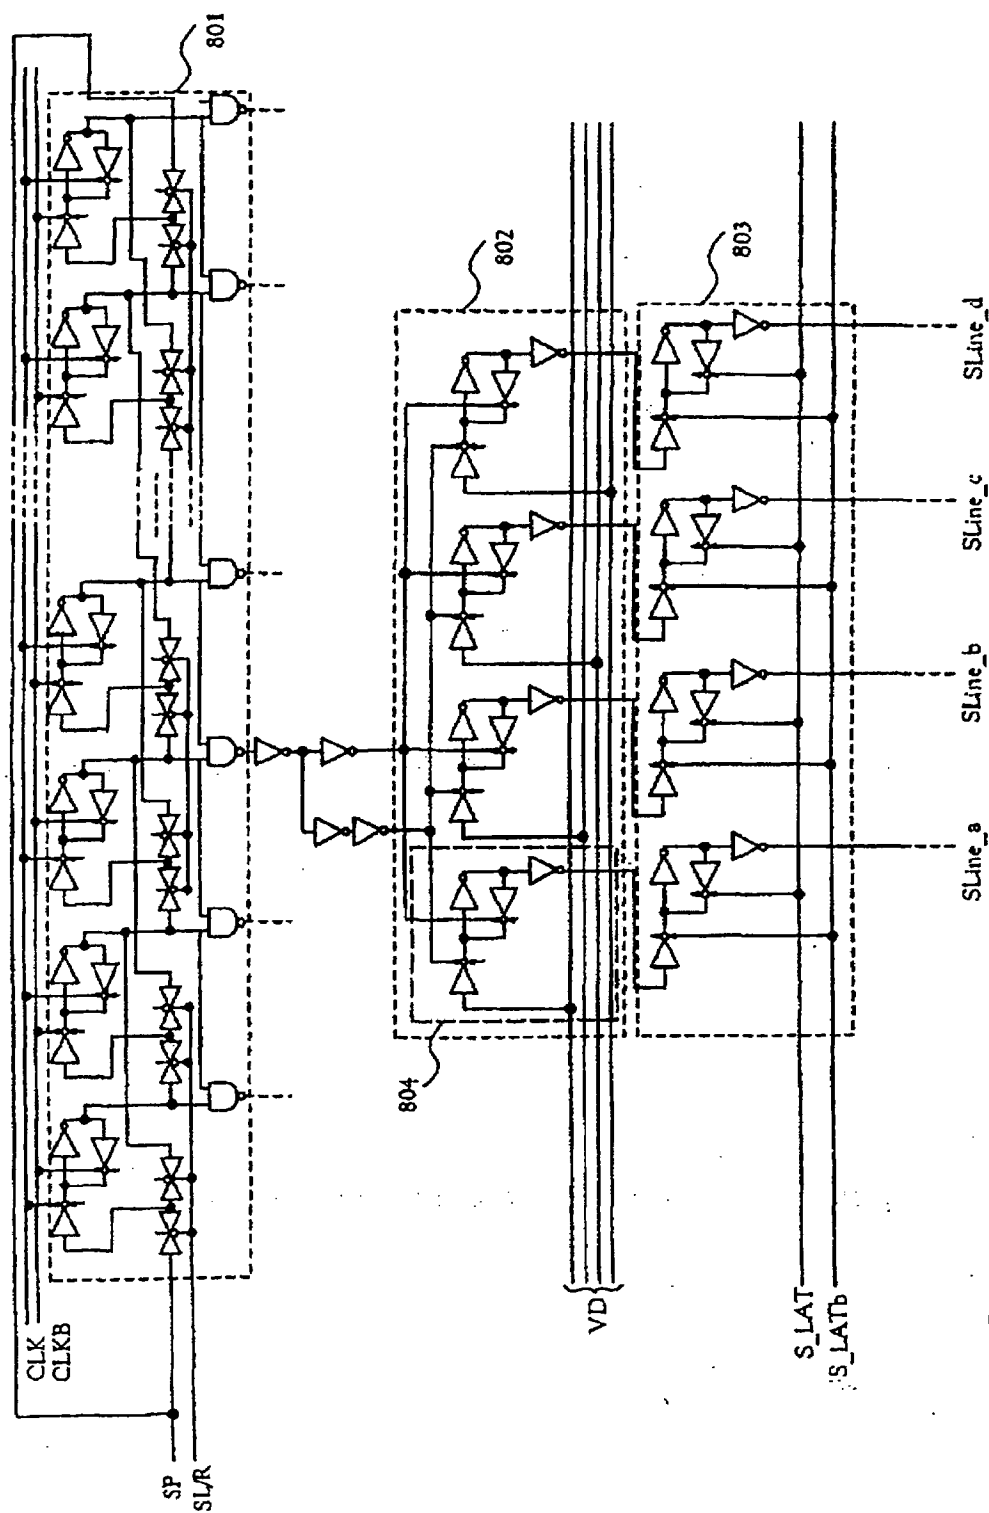 CLK
CLKB
SP
SL/R
801
802
803
804
VD
S_LAT
S_LATb
SLine_a
SLine_b
SLine_c
SLine_d